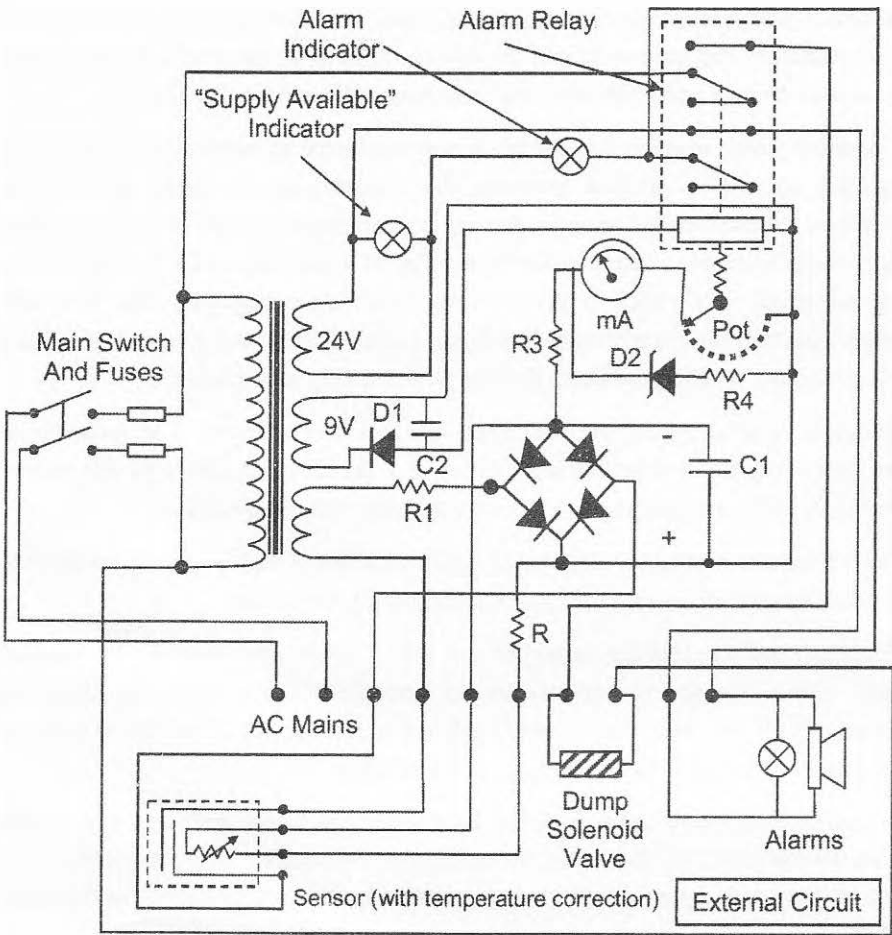 Alarm
Indicator
Alarm Relay
"Supply Available"
Indicator
mA
Pot
24V
R3
D2
R4
Main Switch
And Fuses
9V
D1
C2
-
C1
R1
+
R
AC Mains
Dump
Solenoid
Valve
Alarms
Sensor (with temperature correction)
External Circuit